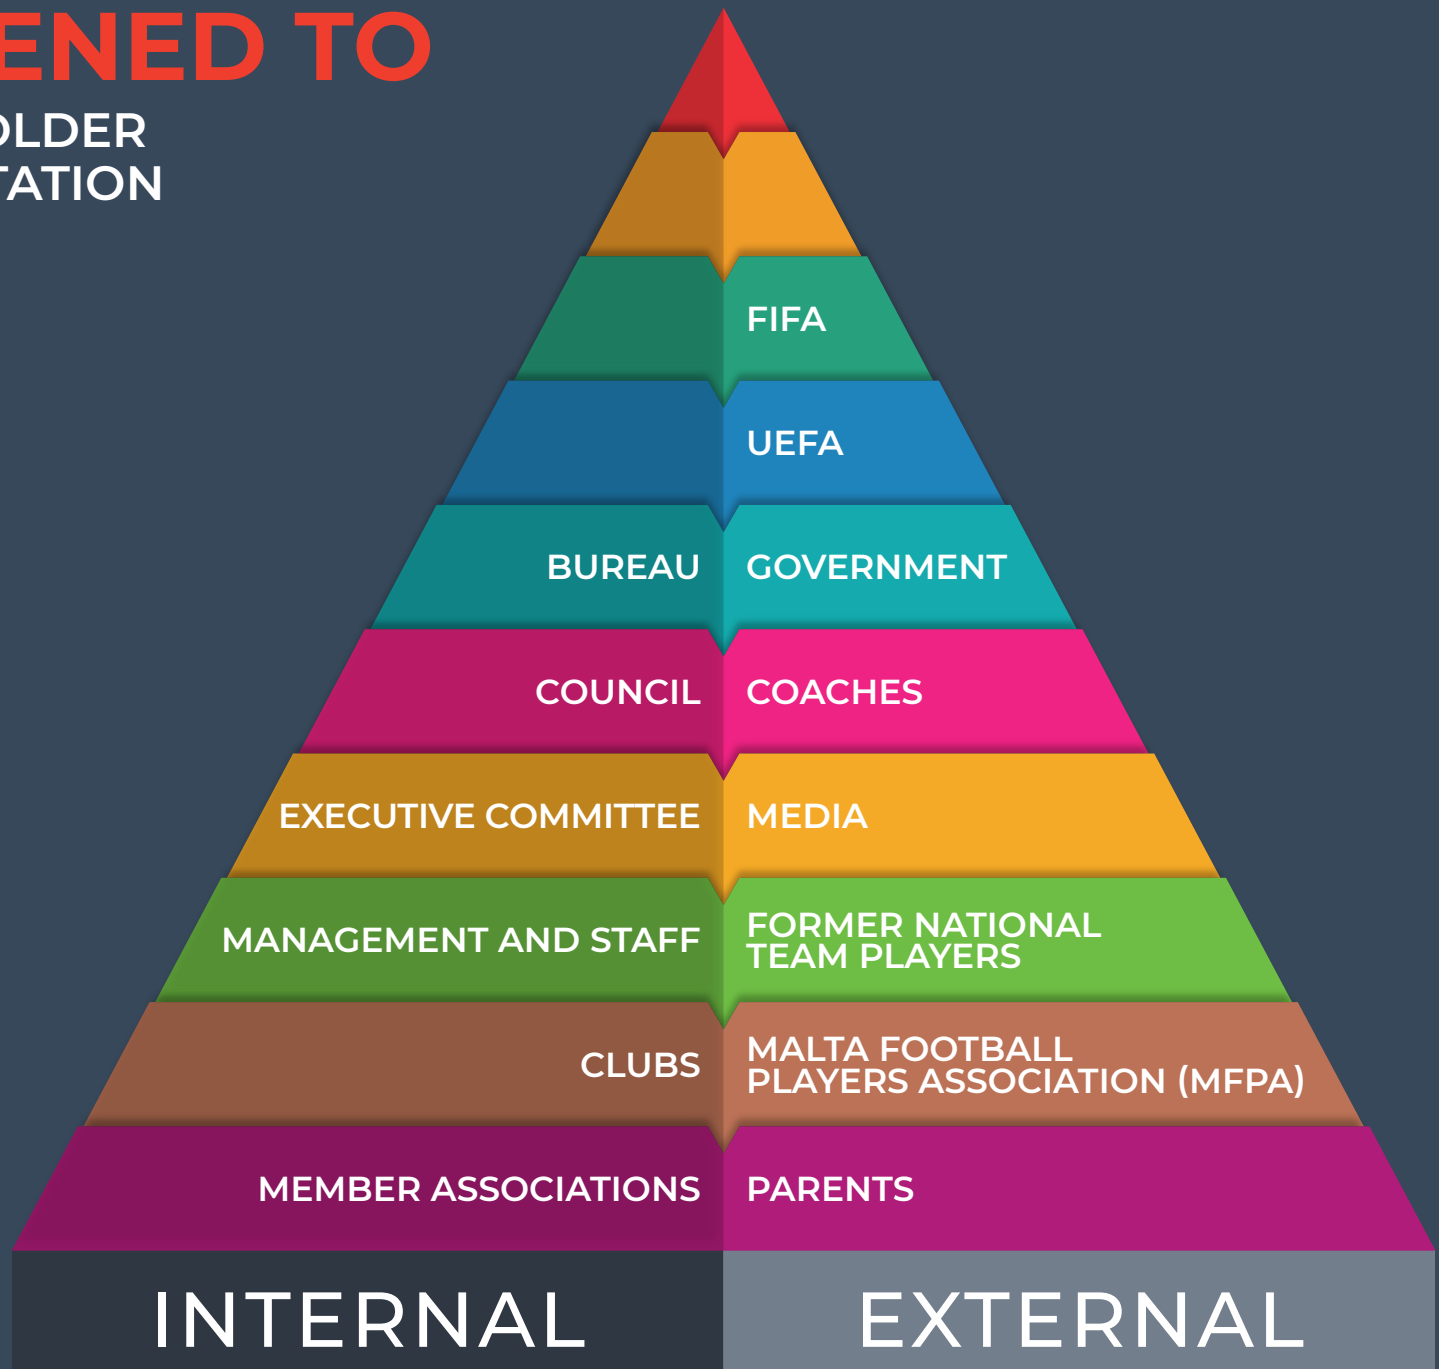 ENED TO
OLDER
TATION
FIFA
UEFA
BUREAU GOVERNMENT
COUNCIL COACHES
EXECUTIVE COMMITTEE MEDIA
MANAGEMENT AND STAFF
FORMER NATIONAL
TEAM PLAYERS
CLUBS
MALTA FOOTBALL
PLAYERS ASSOCIATION (MFPA)
MEMBER ASSOCIATIONS PARENTS
INTERNAL EXTERNAL